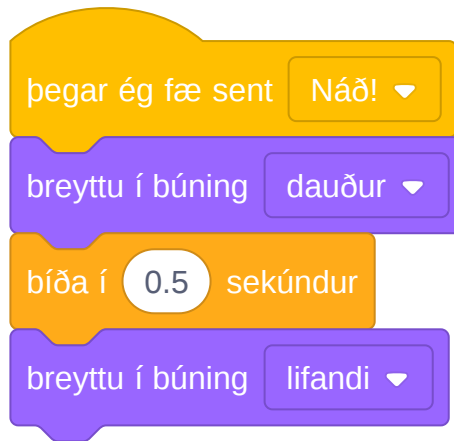 þegar ég fæ sent Náð!
breyttu í búning dauður
bíða í 0.5 sekúndur
breyttu í búning lifandi